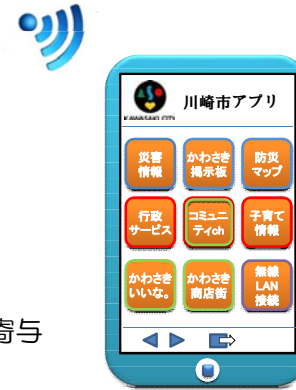 川崎市アプリ
KAWASAKI CITY
災害
情報
かわさき
掲示板
防災
マップ
行政
サービス
コミュニ
ティch
子育て
情報
かわさき
いいな。
かわさき
商店街
無線
LAN
接続
寄与